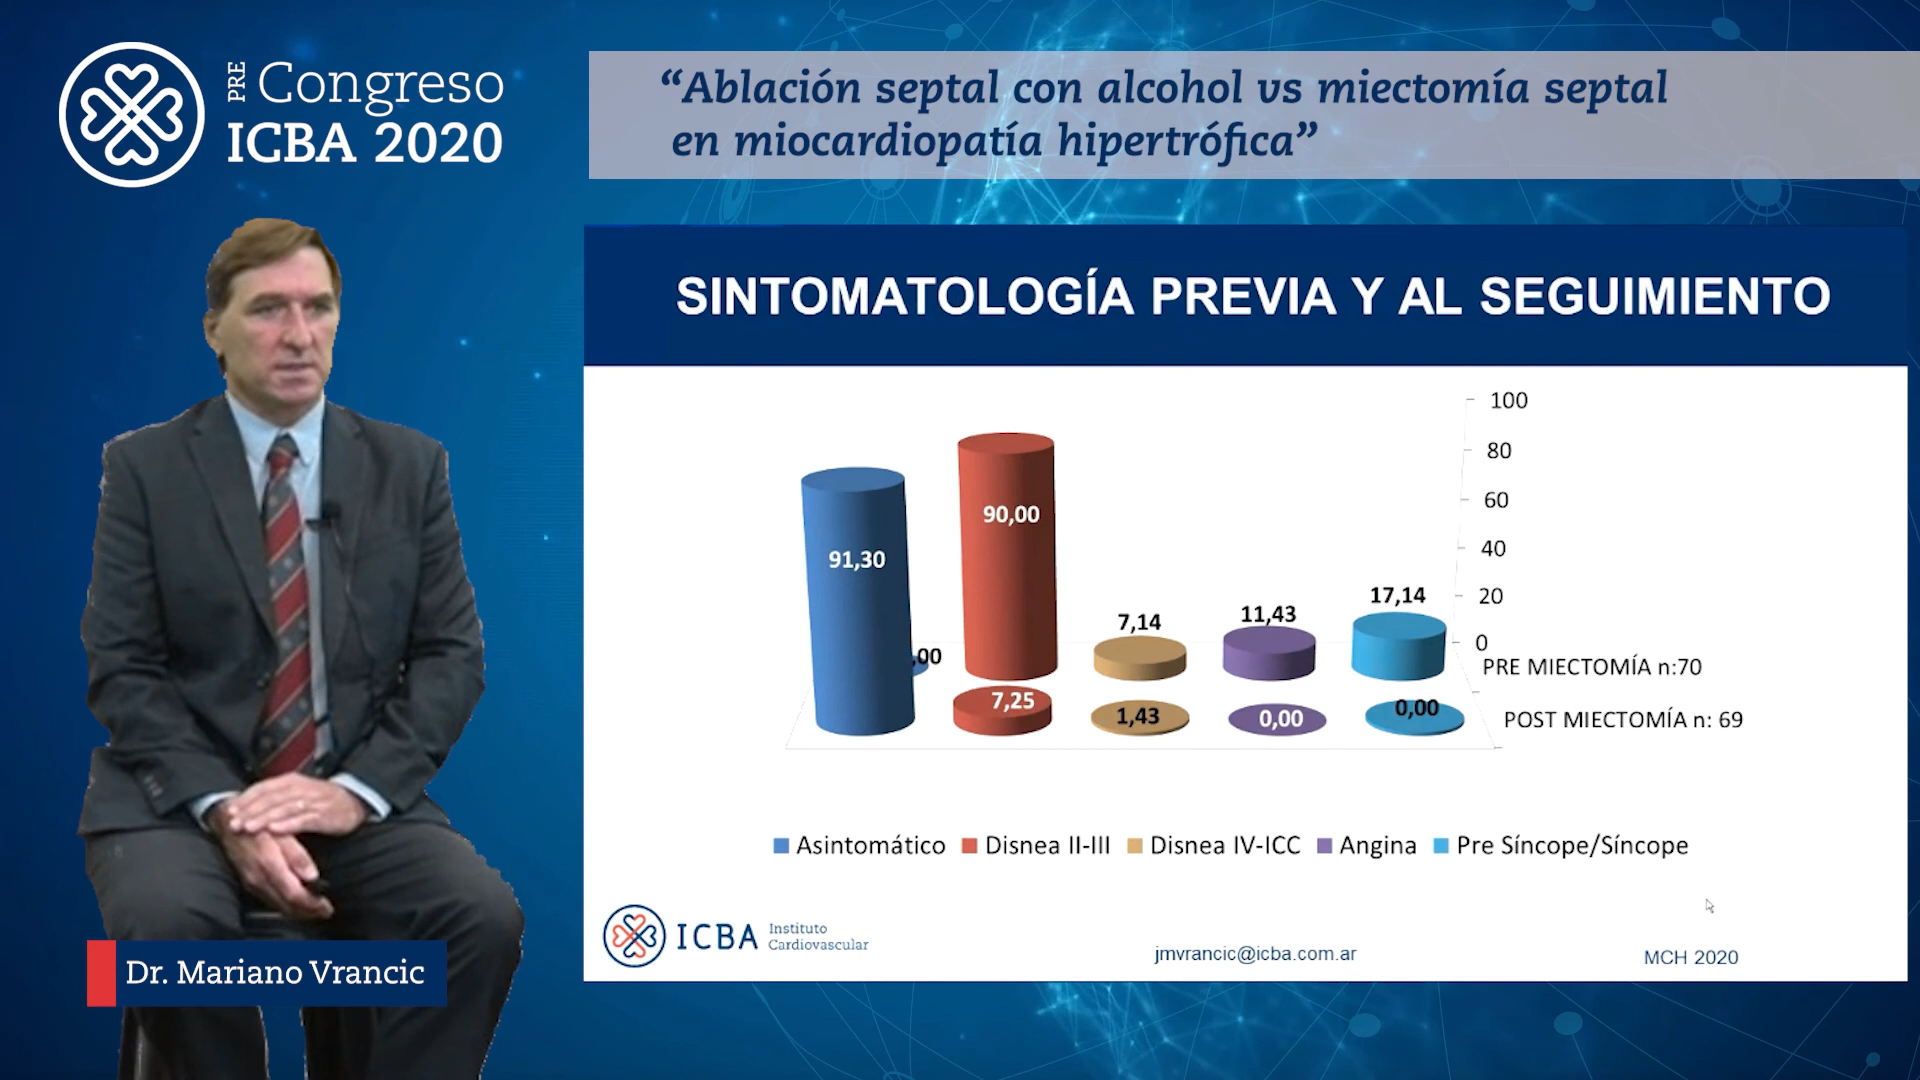 PRE Congreso
ICBA 2020
“Ablación septal con alcohol vs miectomía septal
en miocardiopatía hipertrófica”
SINTOMATOLOGÍA PREVIA Y AL SEGUIMIENTO
100
80
60
40
20
0
91,30
90,00
7,14
11,43
17,14
,00
7,25
1,43
0,00
0,00
PRE MIECTOMÍA n:70
POST MIECTOMÍA n: 69
Asintomático Disnea II-III Disnea IV-ICC Angina Pre Síncope/Síncope
ICBA Instituto
Cardiovascular
jmvrancic@icba.com.ar
MCH 2020
Dr. Mariano Vrancic